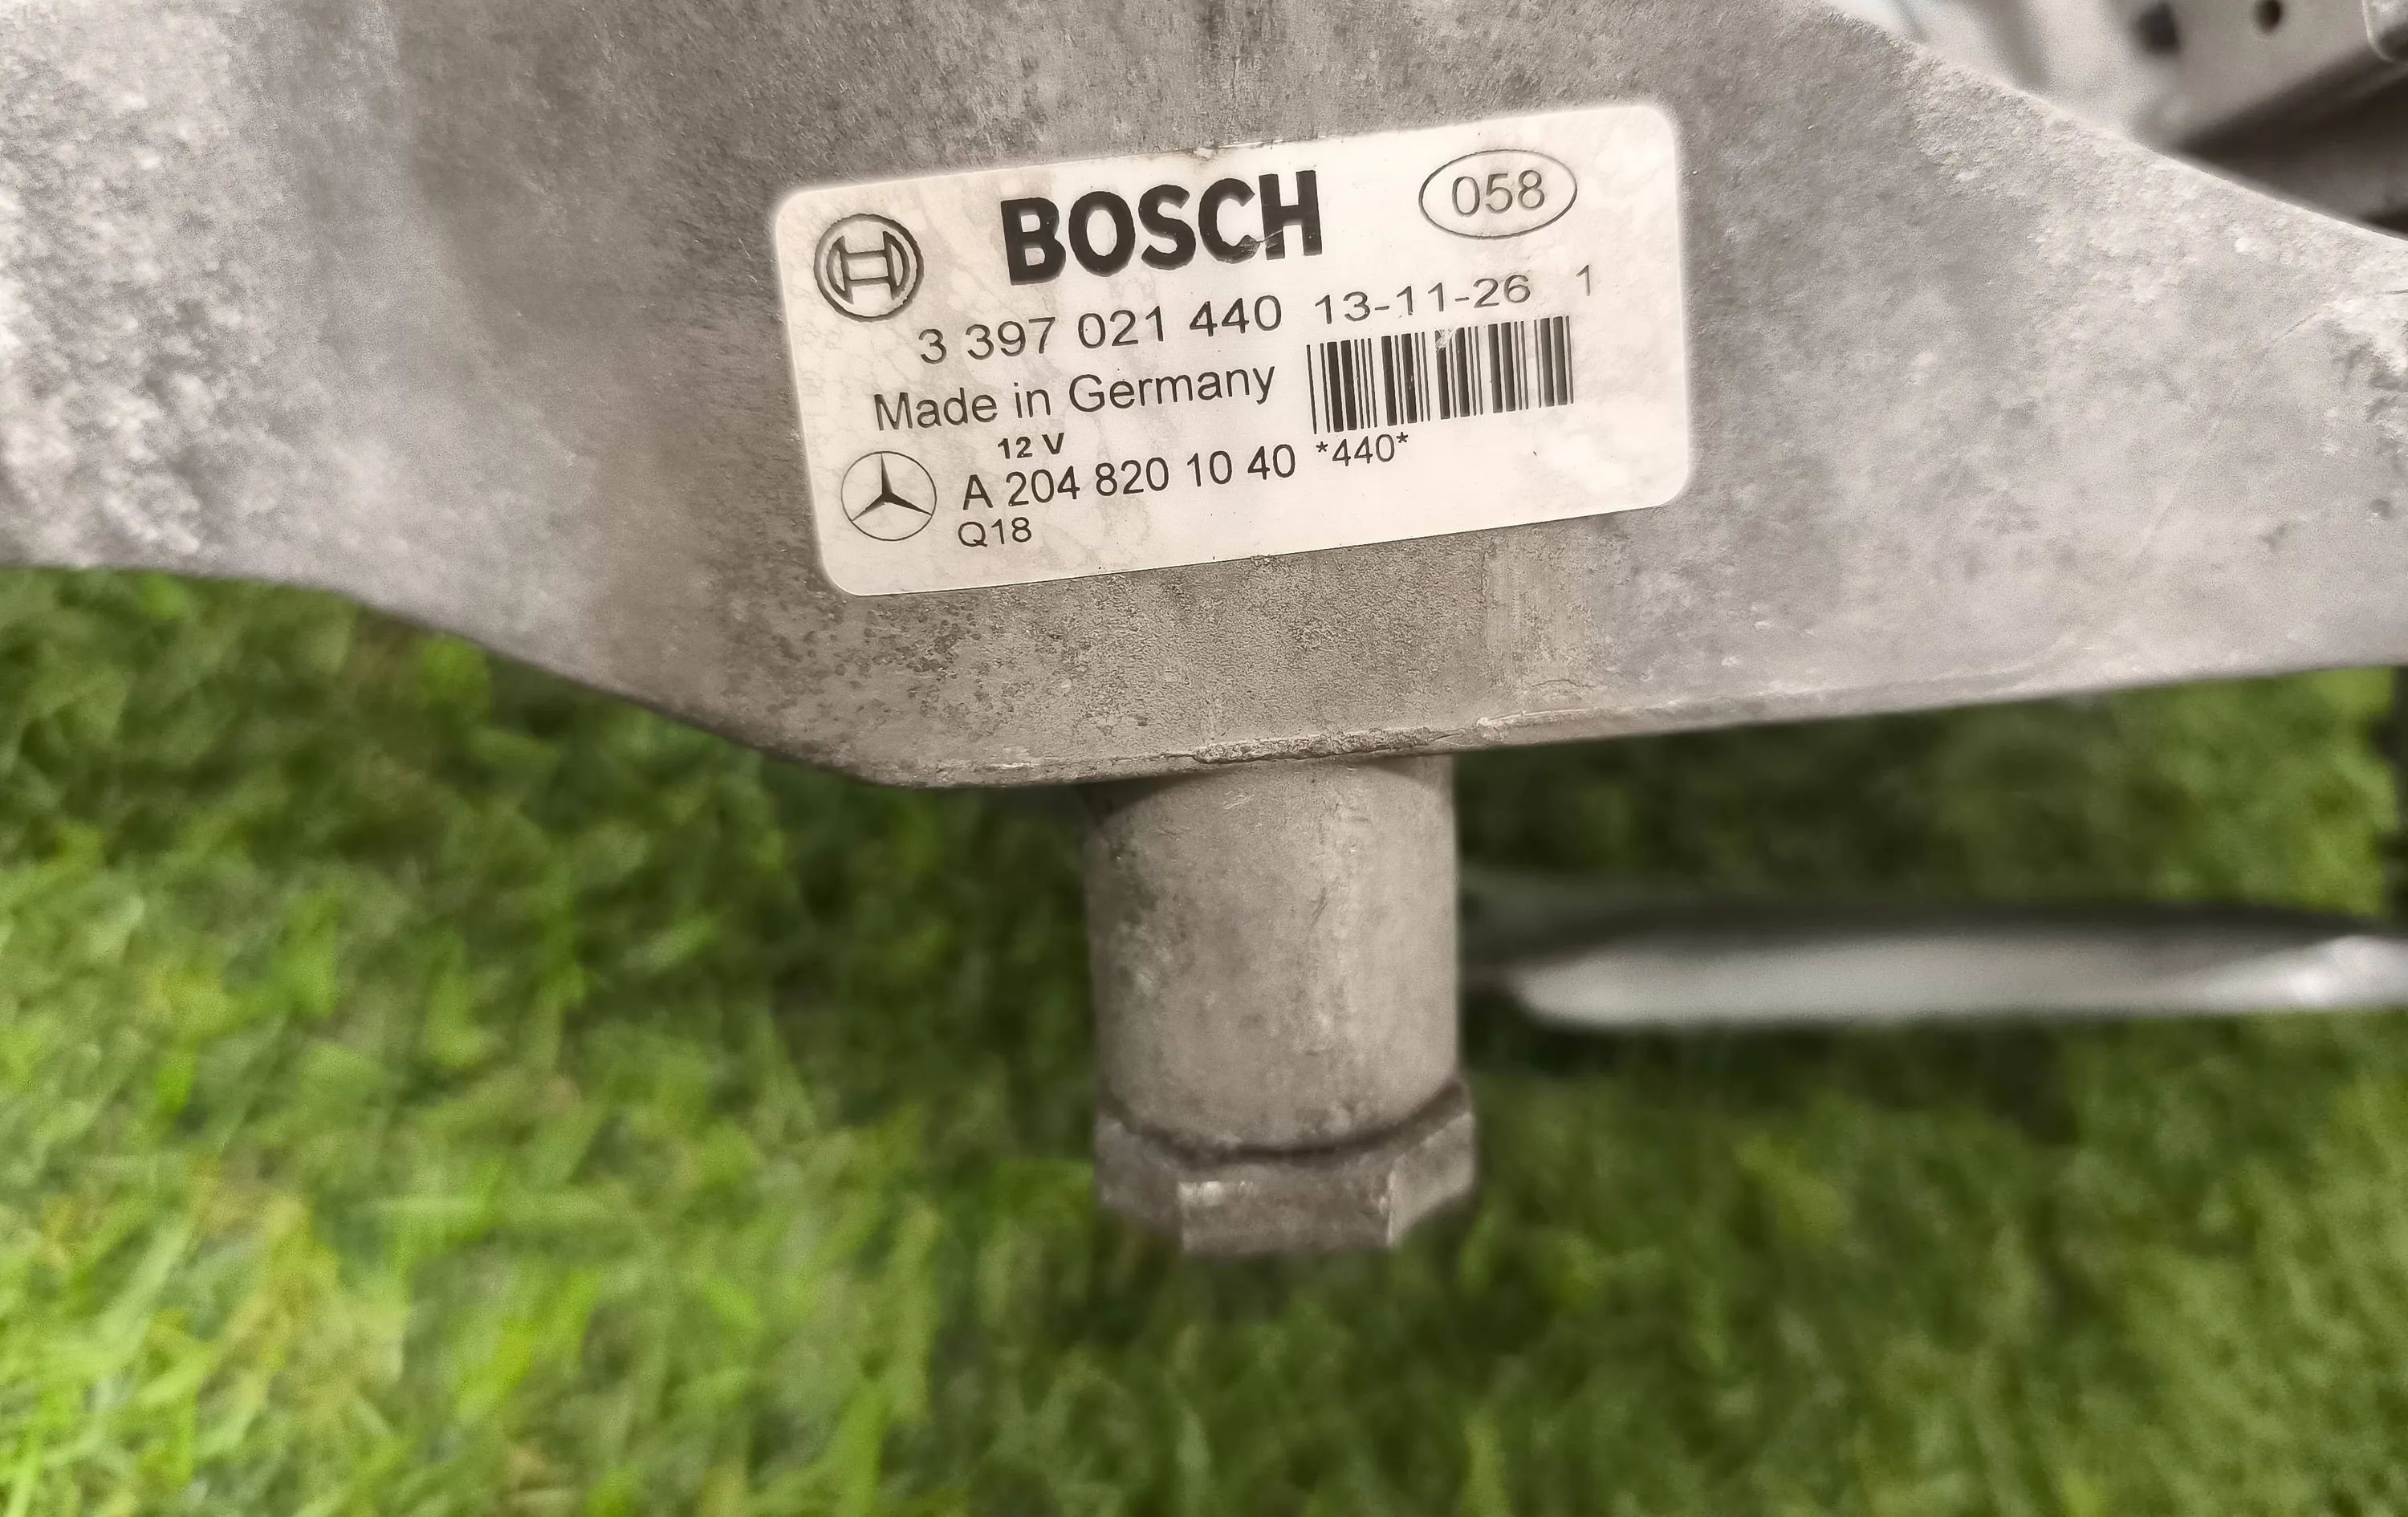 BOSCH 058
3 397 021 440 13-11-26 1
Made in Germany
12 V
A 204 820 10 40 *440*
Q18